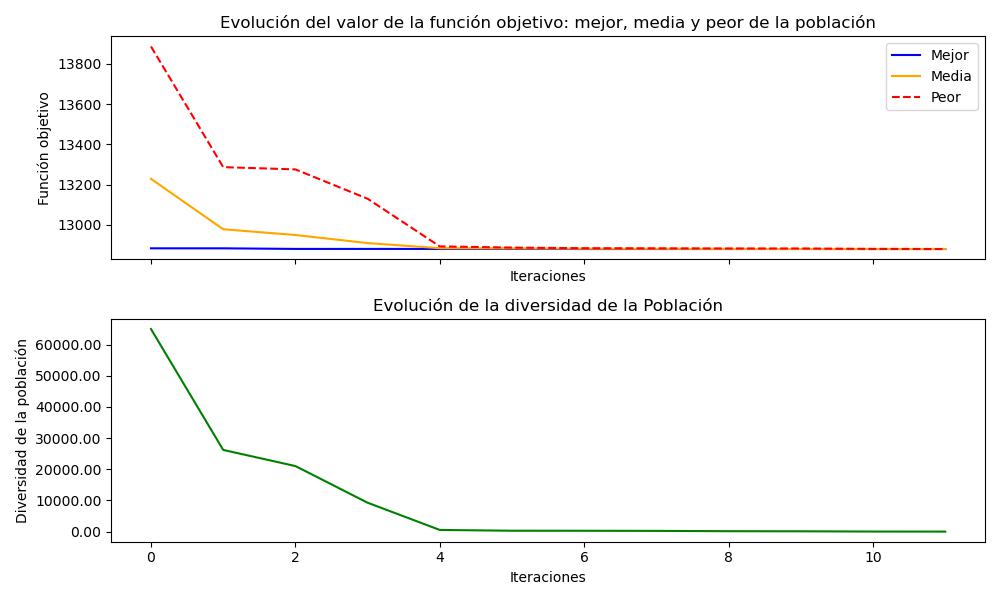 Evolución del valor de la función objetivo: mejor, media y peor de la población
Función objetivo
13800
13600
13400
13200
13000
Mejor
Media
Peor
Iteraciones
Evolución de la diversidad de la Población
Diversidad de la población
60000.00
50000.00
40000.00
30000.00
20000.00
10000.00
0.00
0 2 4 6 8 10
Iteraciones